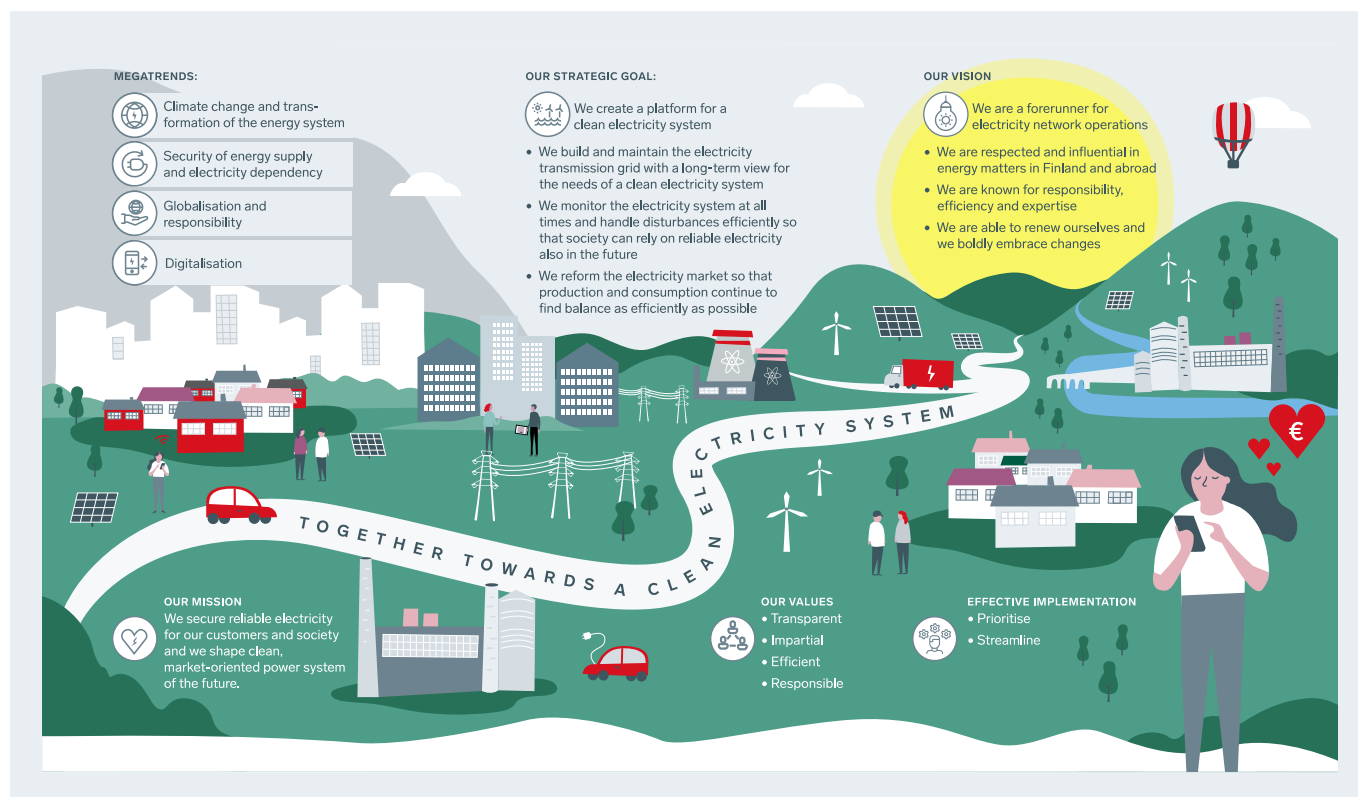 MEGATRENDS:
Climate change and trans-
formation of the energy system
Security of energy supply
and electricity dependency
Globalisation and
responsibility
Digitalisation
OUR STRATEGIC GOAL:
We create a platform for a
clean electricity system
• We build and maintain the electricity
transmission grid with a long-term view for
the needs of a clean electricity system
• We monitor the electricity system at all
times and handle disturbances efficiently so
that society can rely on reliable electricity
also in the future
• We reform the electricity market so that
production and consumption continue to
find balance as efficiently as possible
OUR VISION
We are a forerunner for
electricity network operations
• We are respected and influential in
energy matters in Finland and abroad
• We are known for responsibility,
efficiency and expertise
• We are able to renew ourselves and
we boldly embrace changes
TOGETHER TOWARDS A CLEAN ELECTRICITY SYSTEM
€
OUR MISSION
We secure reliable electricity
for our customers and society
and we shape clean,
market-oriented power system
of the future.
OUR VALUES
• Transparent
• Impartial
• Efficient
• Responsible
EFFECTIVE IMPLEMENTATION
• Prioritise
• Streamline